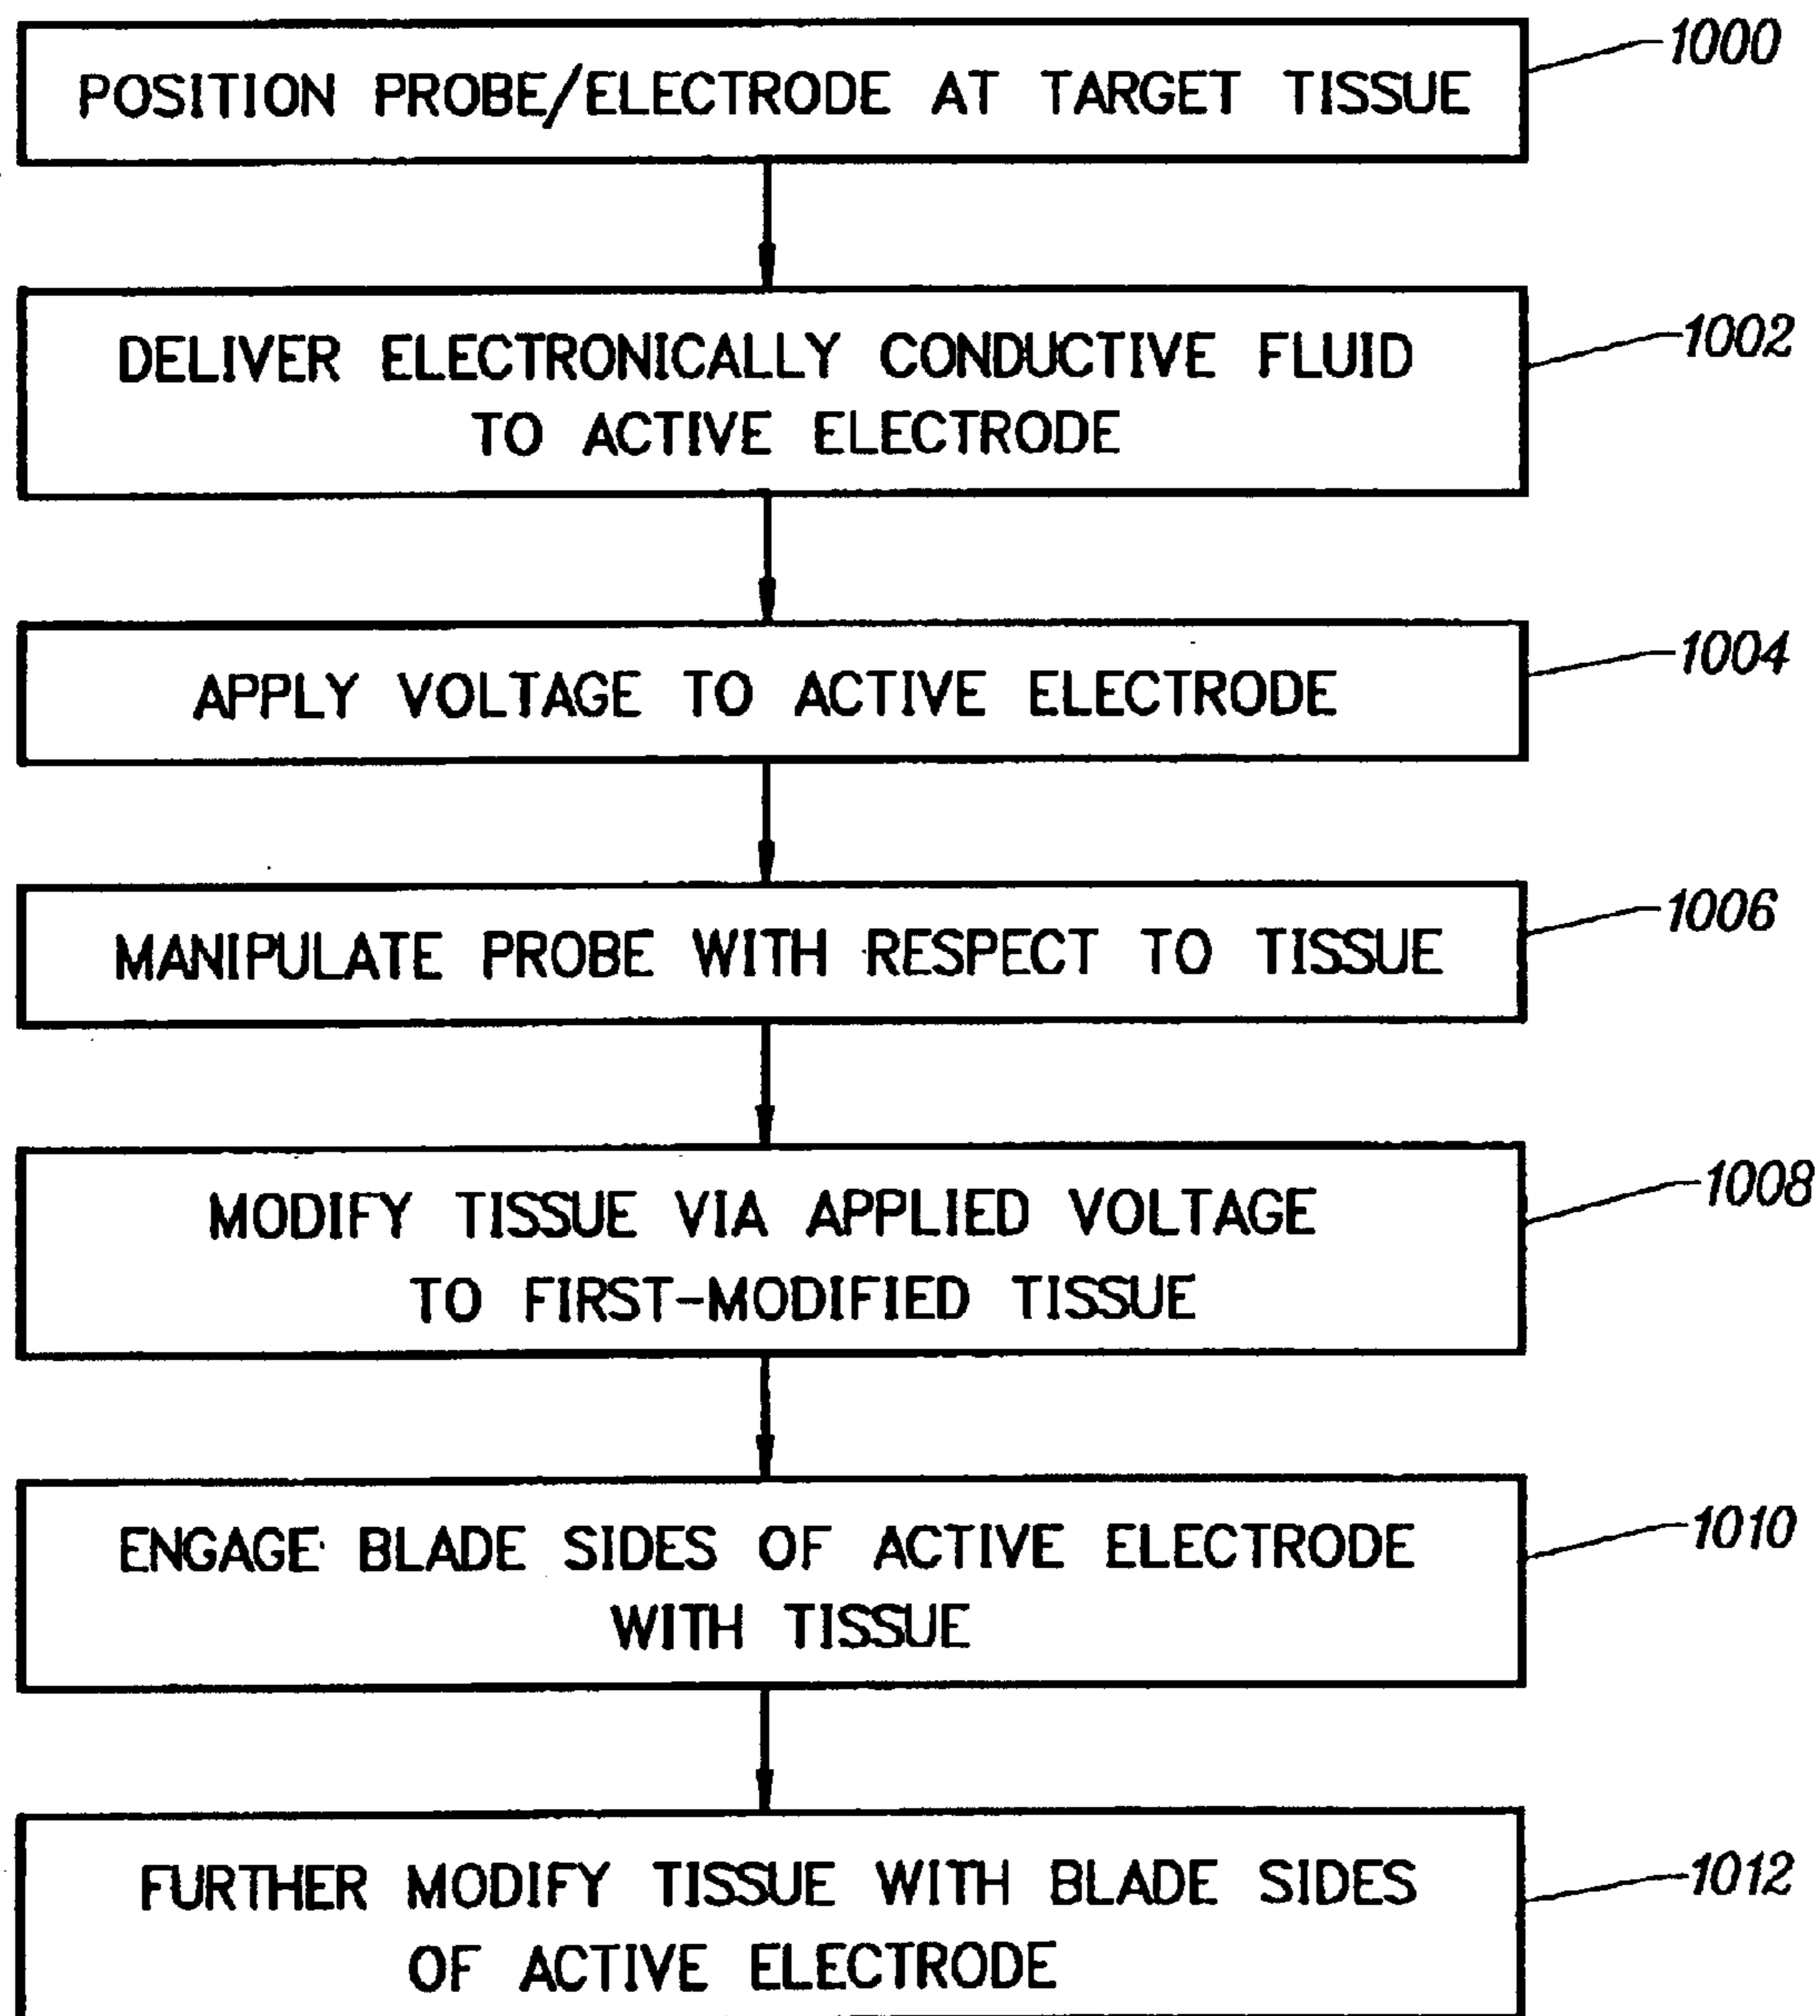 POSITION PROBE/ELECTRODE AT TARGET TISSUE
1000
DELIVER ELECTRONICALLY CONDUCTIVE FLUID
TO ACTIVE ELECTRODE
1002
APPLY VOLTAGE TO ACTIVE ELECTRODE
1004
MANIPULATE PROBE WITH RESPECT TO TISSUE
1006
MODIFY TISSUE VIA APPLIED VOLTAGE
TO FIRST-MODIFIED TISSUE
1008
ENGAGE BLADE SIDES OF ACTIVE ELECTRODE
WITH TISSUE
1010
FURTHER MODIFY TISSUE WITH BLADE SIDES
OF ACTIVE ELECTRODE
1012